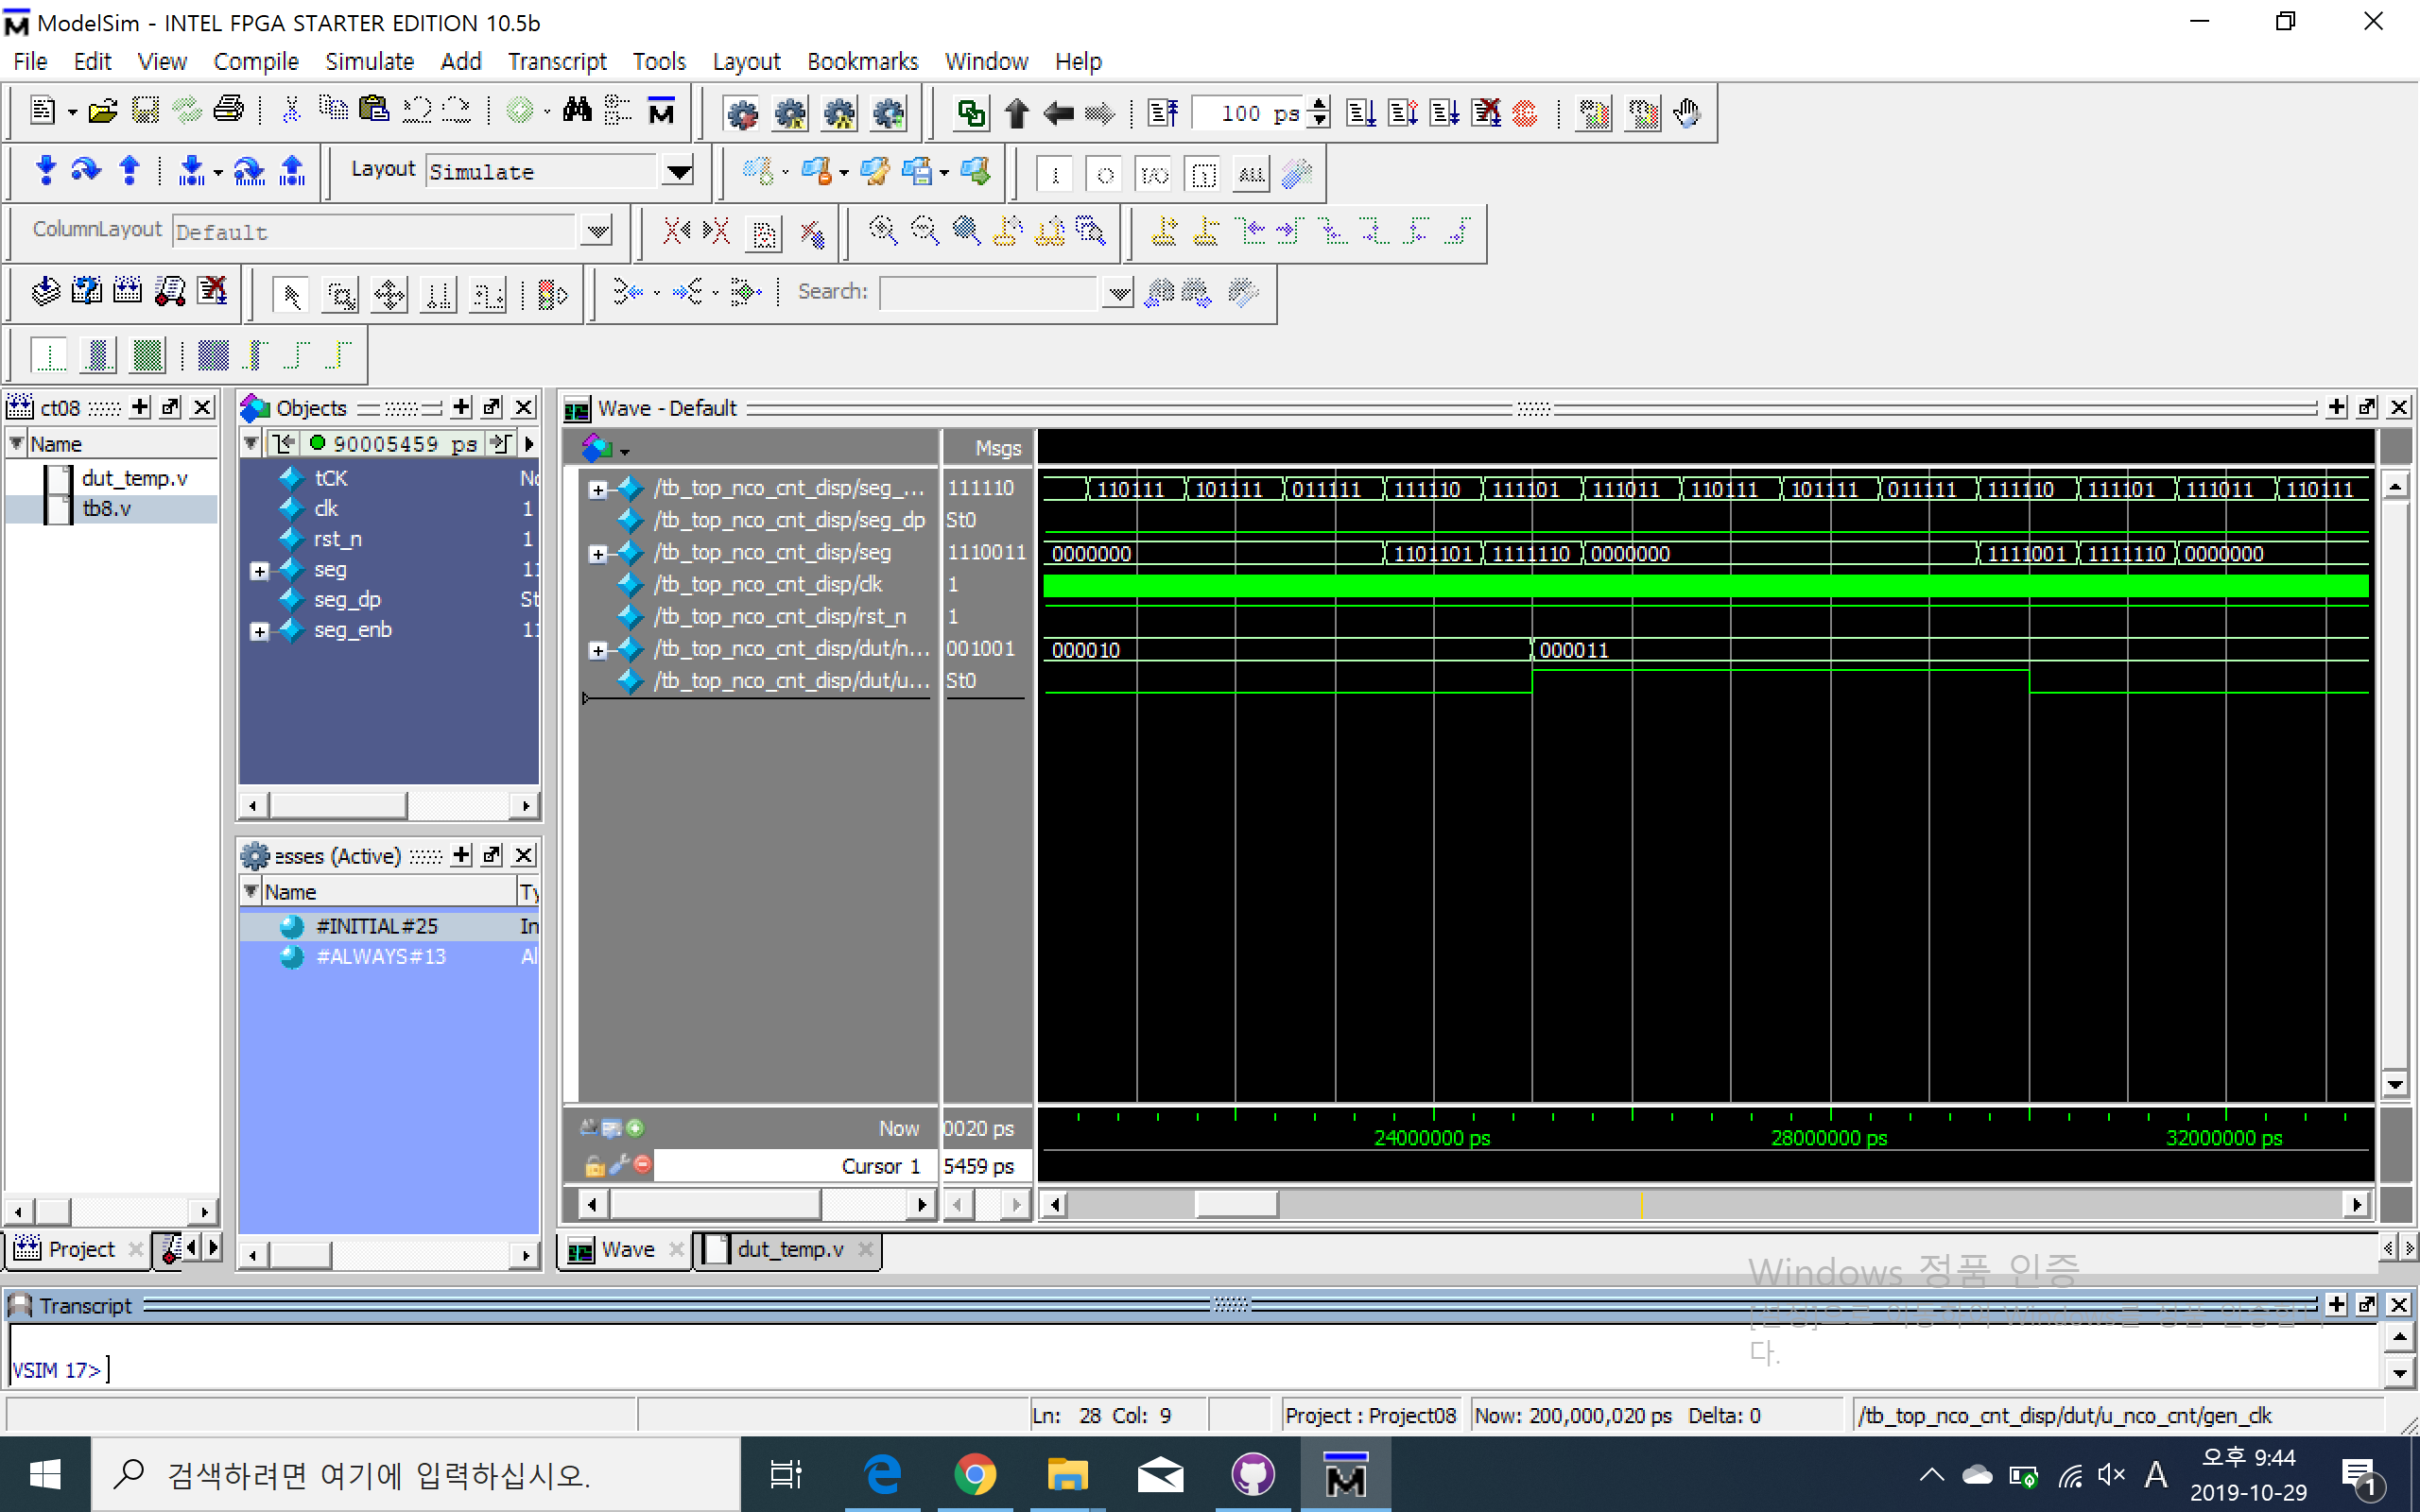 ModelSim - INTEL FPGA STARTER EDITION 10.5b
File Edit View Compile Simulate Add Transcript Tools Layout Bookmarks Window Help
100 ps
Layout Simulate
ALL
ColumnLayout Default
Search:
ct08
Name
dut_temp.v
tb8.v
Objects
90005459 ps
tCK
clk 1
rst_n 1
seg
seg_dp St
seg_enb
esses (Active)
Name Ty
#INITIAL#25 In
#ALWAYS#13 Al
Wave - Default
Msgs
/tb_top_nco_cnt_disp/seg_... 111110 110111 101111 011111 111110 111101 111011 110111 101111 011111 111110 111101 111011 110111
/tb_top_nco_cnt_disp/seg_dp St0
/tb_top_nco_cnt_disp/seg 1110011 0000000 1101101 1111110 0000000 1111001 1111110 0000000
/tb_top_nco_cnt_disp/clk 1
/tb_top_nco_cnt_disp/rst_n 1
/tb_top_nco_cnt_disp/dut/n... 001001 000010 000011
/tb_top_nco_cnt_disp/dut/u... St0
Now 0020 ps 24000000 ps 28000000 ps 32000000 ps
Cursor 1 5459 ps
Project
Wave dut_temp.v
Windows 정품 인증
다.
Transcript
VSIM 17>
Ln: 28 Col: 9 Project : Project08 Now: 200,000,020 ps Delta: 0 /tb_top_nco_cnt_disp/dut/u_nco_cnt/gen_clk
검색하려면 여기에 입력하십시오.
A
오후 9:44
2019-10-29
1